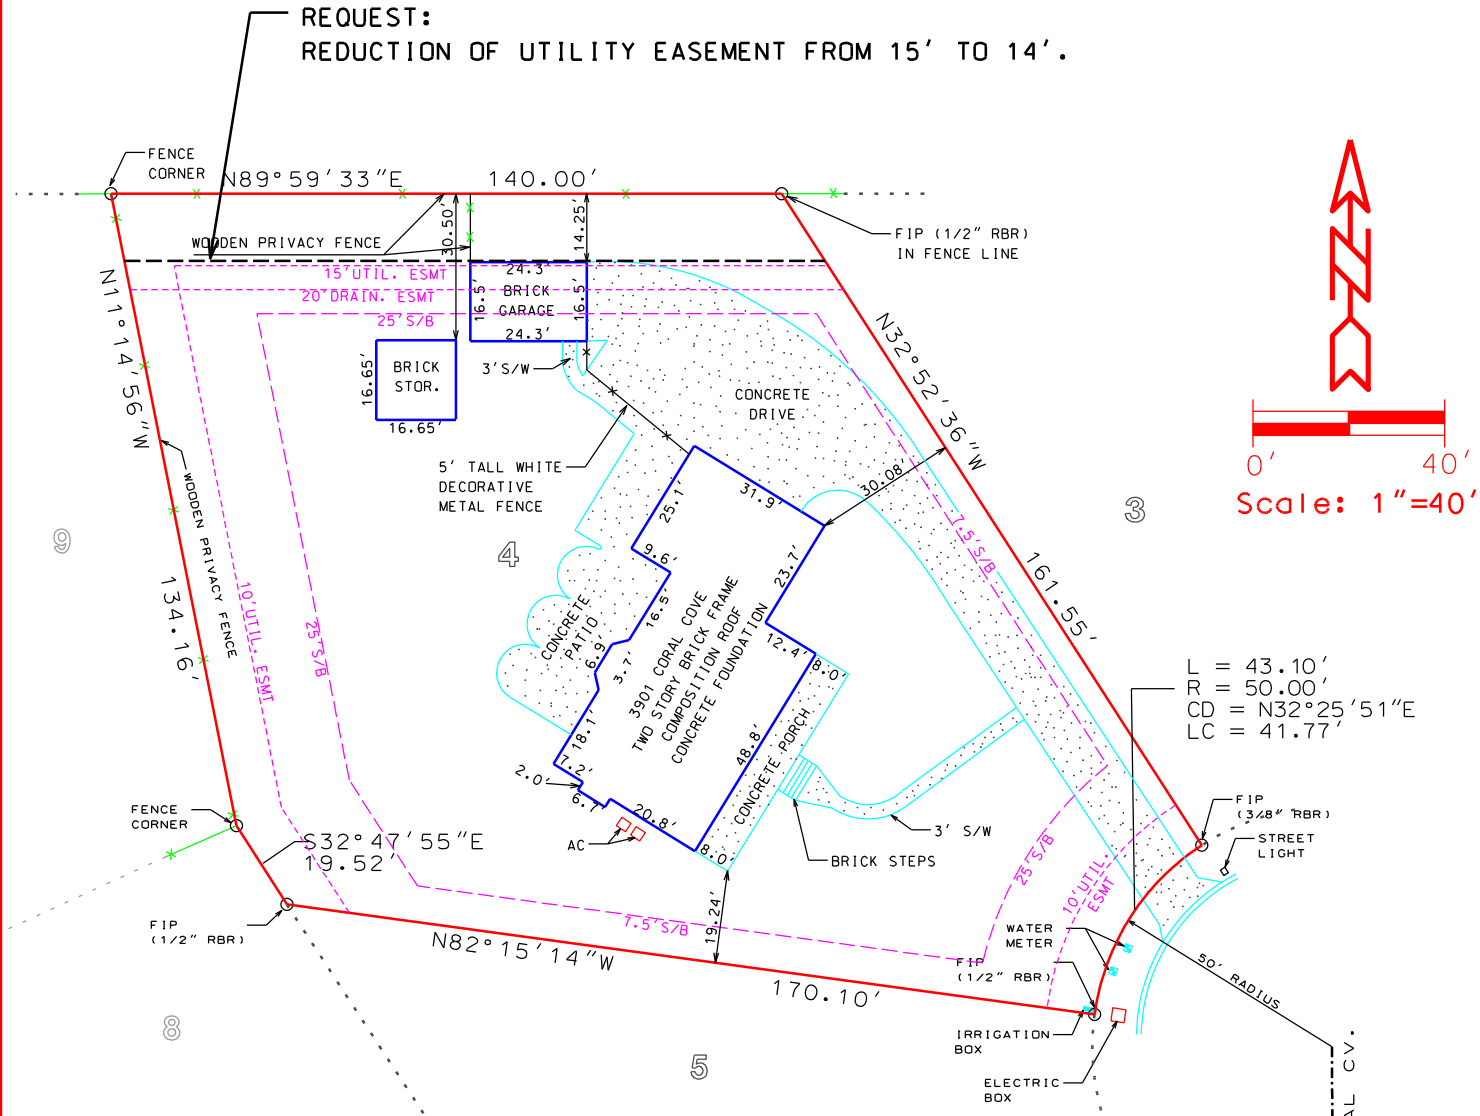 REQUEST:
REDUCTION OF UTILITY EASEMENT FROM 15' TO 14'.
FENCE
CORNER
N89°59'33"E
140.00'
30.50'
14.25'
WOODEN PRIVACY FENCE
FIP (1/2" RBR)
IN FENCE LINE
15'UTIL. ESMT
20'DRAIN. ESMT
25'S/B
24.3'
BRICK
GARAGE
16.5'
16.5'
24.3'
N11°14'56"W
134.16'
WOODEN PRIVACY FENCE
16.65'
BRICK
STOR.
16.65'
3'S/W
CONCRETE
DRIVE
N32°52'36"W
161.55'
0'
40'
Scale: 1"=40'
5' TALL WHITE
DECORATIVE
METAL FENCE
30.08'
31.9'
25.1'
9.6'
16.5'
6.9'
3.7'
18.1'
7.2'
2.0'
6.7'
20.8'
8.0'
48.8'
8.0'
12.4'
23.7'
7.5'S/B
3
9
4
10'UTIL. ESMT
25'S/B
CONCRETE
PATIO
3901 CORAL COVE
TWO STORY BRICK FRAME
COMPOSITION ROOF
CONCRETE FOUNDATION
CONCRETE PORCH
L = 43.10'
R = 50.00'
CD = N32°25'51"E
LC = 41.77'
FENCE
CORNER
S32°47'55"E
19.52'
AC
BRICK STEPS
3' S/W
25'S/B
10'UTIL.
ESMT
FIP
(3/8" RBR)
STREET
LIGHT
FIP
(1/2" RBR)
N82°15'14"W
170.10'
7.5'S/B
19.24'
WATER
METER
FIP
(1/2" RBR)
50' RADIUS
IRRIGATION
BOX
ELECTRIC
BOX
8
5
AL CV.